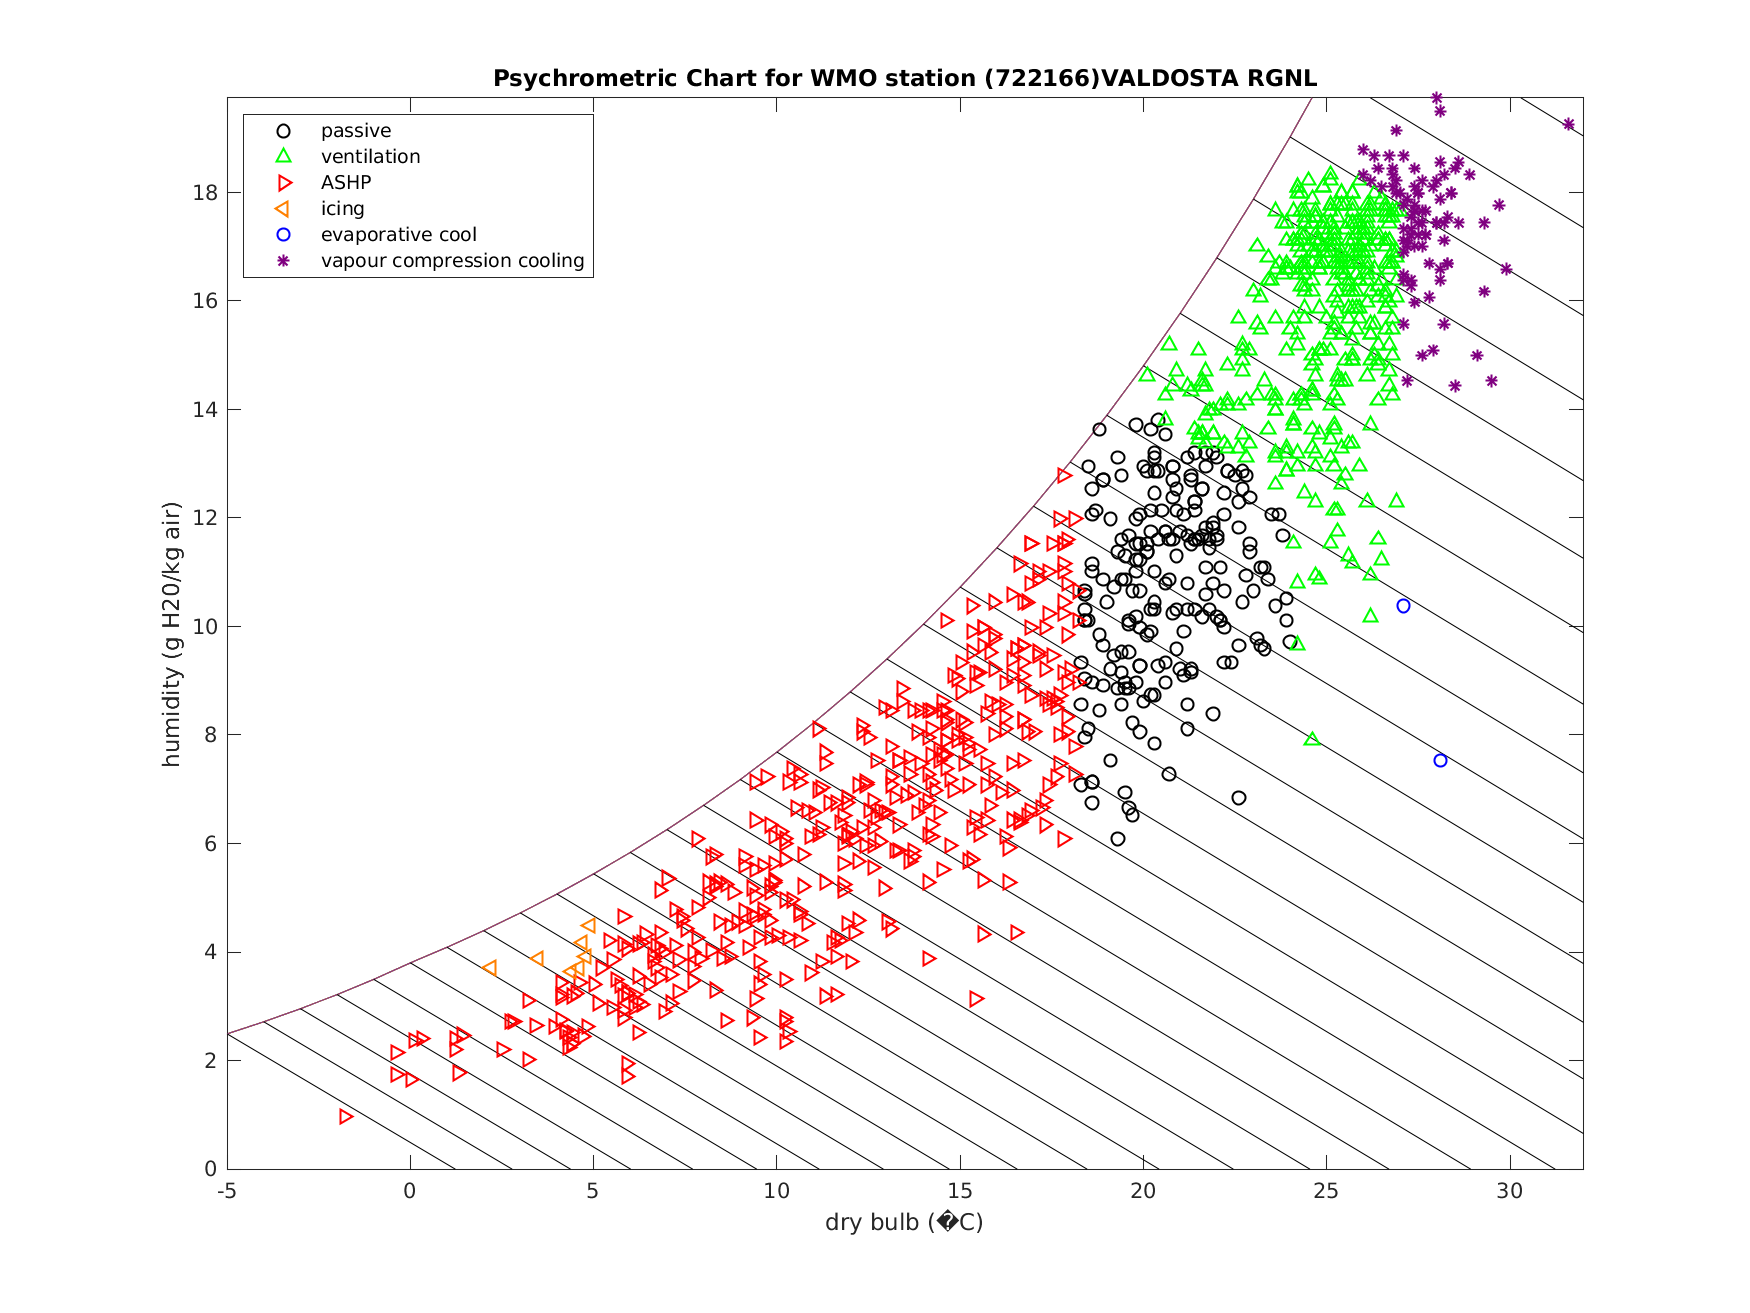 Psychrometric Chart for WMO station (722166)VALDOSTA RGNL
passive
ventilation
ASHP
icing
evaporative cool
vapour compression cooling
18
16
14
12
10
8
6
4
2
0
humidity (g H20/kg air)
-5 0 5 10 15 20 25 30
dry bulb (�C)